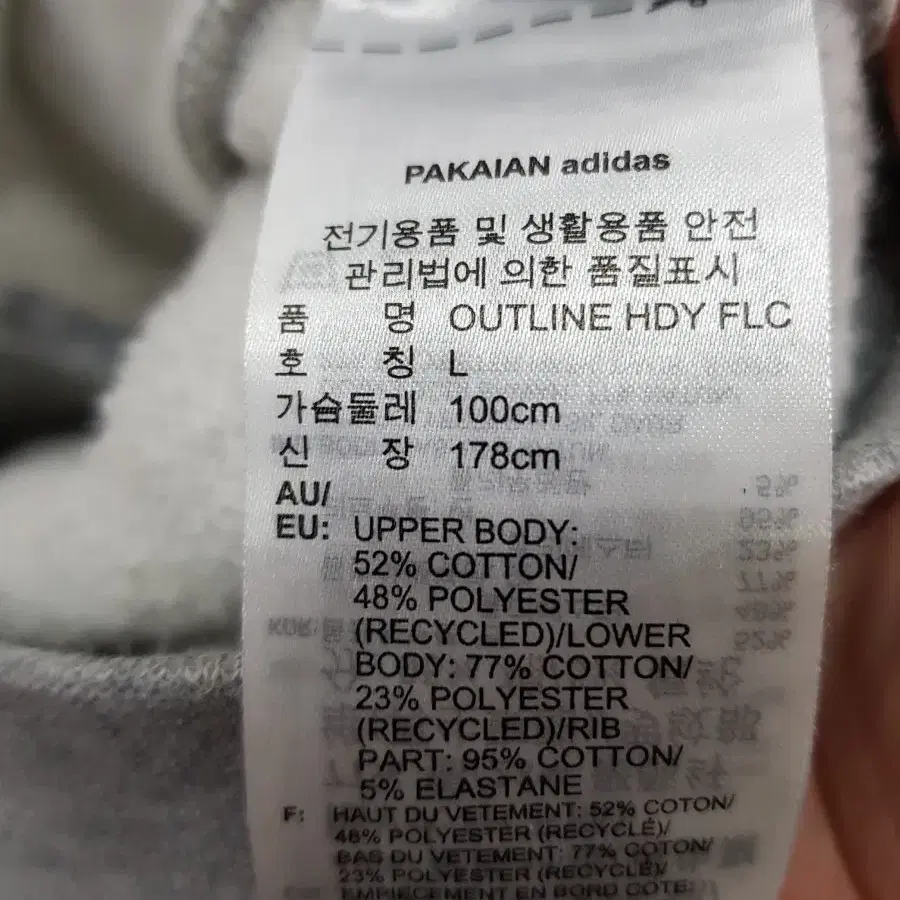 PAKAIAN adidas
전기용품 및 생활용품 안전
관리법에 의한 품질표시
품 명 OUTLINE HDY FLC
호 칭 L
가슴둘레 100cm
신 장 178cm
AU/
EU: UPPER BODY:
52% COTTON/
48% POLYESTER
(RECYCLED)/LOWER
BODY: 77% COTTON/
23% POLYESTER
(RECYCLED)/RIB
PART: 95% COTTON/
5% ELASTANE
F: HAUT DU VETEMENT: 52% COTON/
48% POLYESTER (RECYCLÉ)/
BAS DU VETEMENT: 77% COTON/
23% POLYESTER (RECYCLÉ)/
EMPIECEMENT EN BORD COTE: